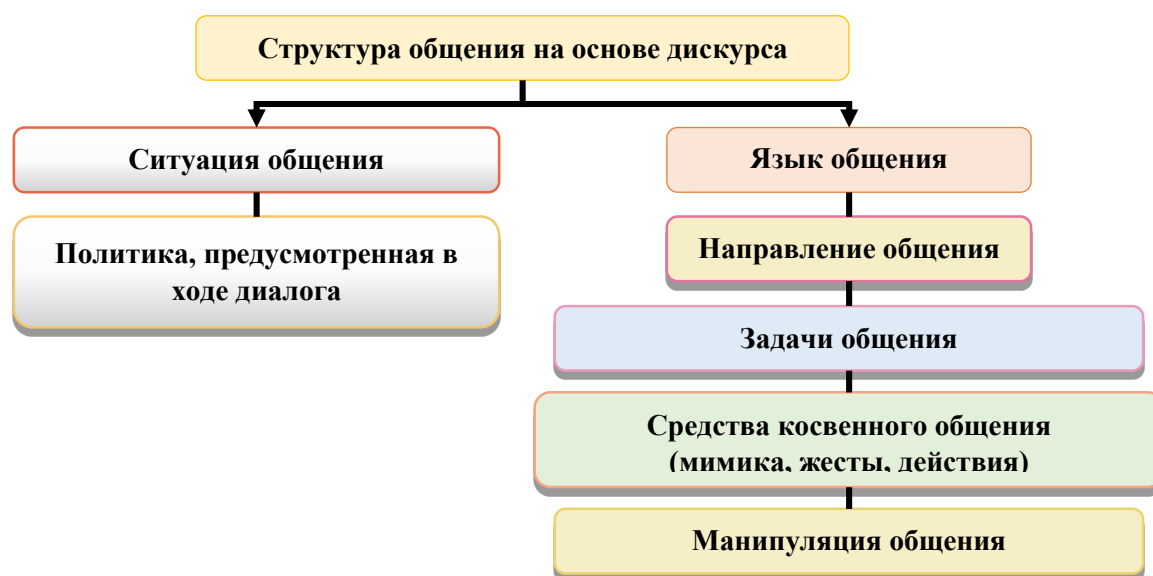 Структура общения на основе дискурса
Ситуация общения
Язык общения
Политика, предусмотренная в
ходе диалога
Направление общения
Задачи общения
Средства косвенного общения
(мимика, жесты, действия)
Манипуляция общения